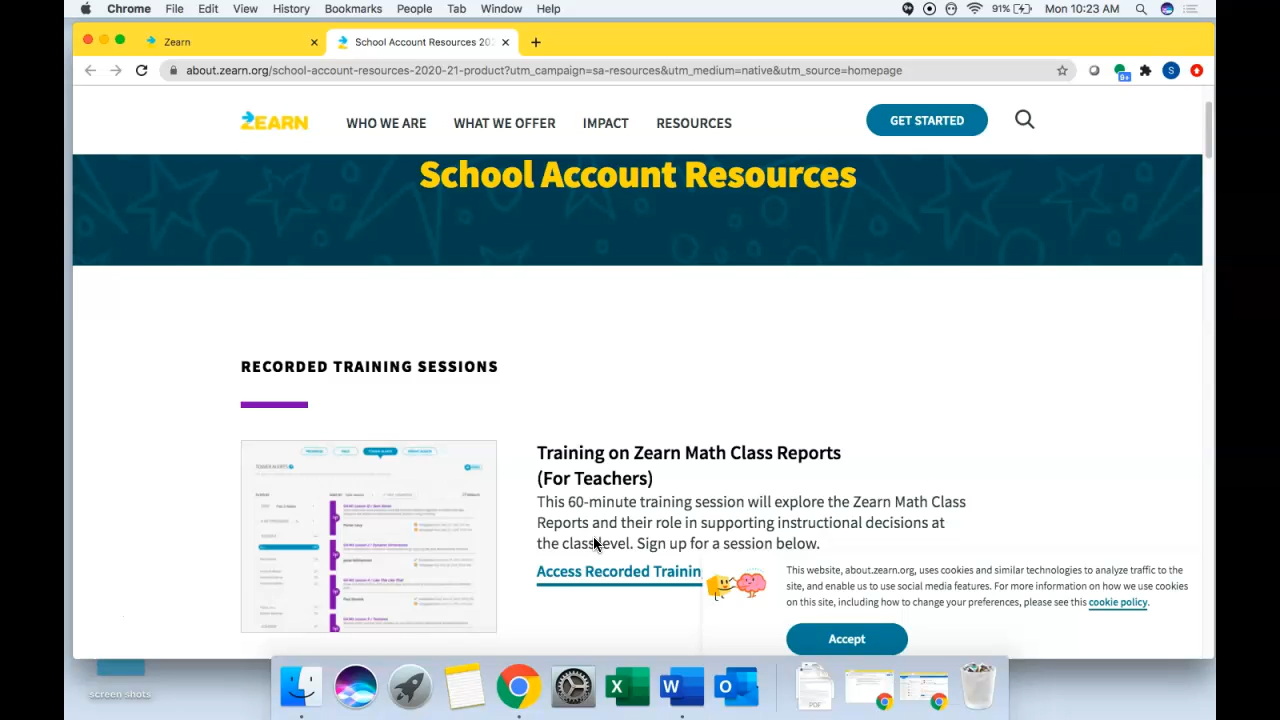 Chrome File Edit View History Bookmarks People Tab Window Help 91% Mon 10:23 AM
Zearn School Account Resources 202
about.zearn.org/school-account-resources-2020-21-product?utm_campaign=sa-resources&utm_medium=native&utm_source=homepage
ZEARN WHO WE ARE WHAT WE OFFER IMPACT RESOURCES GET STARTED
School Account Resources
RECORDED TRAINING SESSIONS
Training on Zearn Math Class Reports
(For Teachers)
This 60-minute training session will explore the Zearn Math Class
Reports and their role in supporting instructional decisions at
the class level. Sign up for a session below.
Access Recorded Trainin
This website, about.zearn.org, uses cookies and similar technologies to analyze traffic to the
site, and enable us to use social media features. For more information on how we use cookies
on this site, including how to change your preferences, please see this cookie policy.
Accept
screen shots